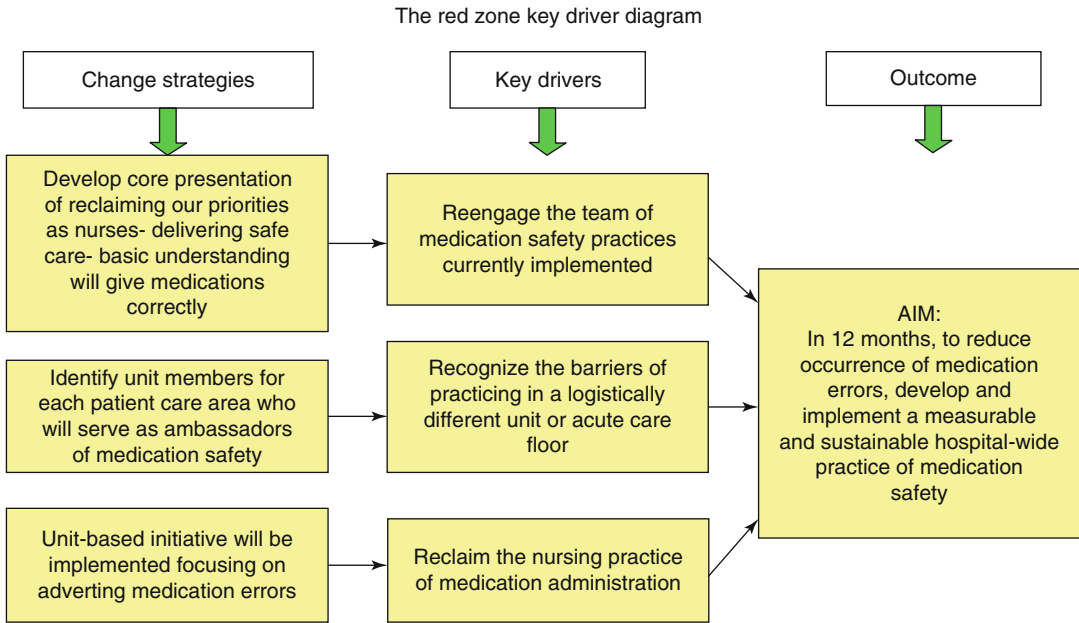 The red zone key driver diagram
Change strategies
Key drivers
Outcome
Develop core presentation
of reclaiming our priorities
as nurses- delivering safe
care- basic understanding
will give medications
correctly
Reengage the team of
medication safety practices
currently implemented
Identify unit members for
each patient care area who
will serve as ambassadors
of medication safety
Recognize the barriers of
practicing in a logistically
different unit or acute care
floor
Unit-based initiative will be
implemented focusing on
adverting medication errors
Reclaim the nursing practice
of medication administration
AIM:
In 12 months, to reduce
occurrence of medication
errors, develop and
implement a measurable
and sustainable hospital-wide
practice of medication
safety